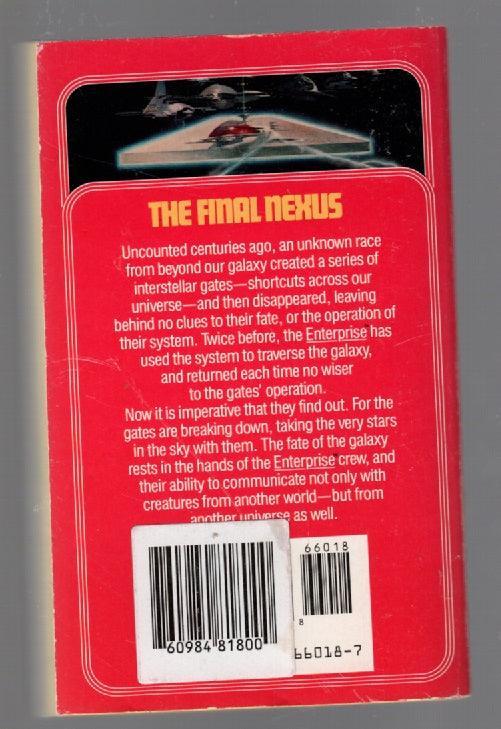 THE FINAL NEXUS
Uncounted centuries ago, an unknown race
from beyond our galaxy created a series of
interstellar gates—shortcuts across our
universe—and then disappeared, leaving
behind no clues to their fate, or the operation of
their system. Twice before, the Enterprise has
used the system to traverse the galaxy,
and returned each time no wiser
to the gates' operation.
Now it is imperative that they find out. For the
gates are breaking down, taking the very stars
in the sky with them. The fate of the galaxy
rests in the hands of the Enterprise crew, and
their ability to communicate not only with
creatures from another world—but from
another universe as well.
66018
8
60984 81800
66018-7